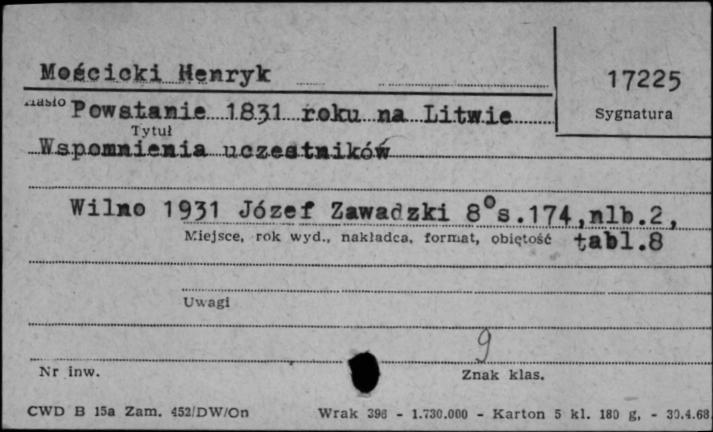 Mościcki Henryk
17225
Hasło
Powstanie 1831 roku na Litwie
Sygnatura
Tytuł
Wspomnienia uczestników
Wilno 1931 Józef Zawadzki 8° s.174,nlb.2,
Miejsce, rok wyd., nakładca, format, objętość tabl.8
Uwagi
9
Nr inw.
Znak klas.
CWD B 15a Zam. 452/DW/On Wrak 396 - 1.730.000 - Karton 5 kl. 180 g, - 30.4.68